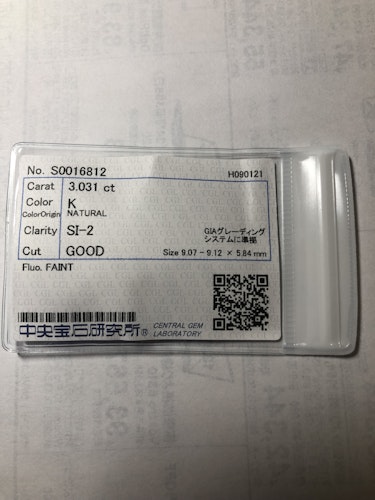 No. S0016812 H090121
Carat 3.031 ct
Color K
ColorOrigin NATURAL
Clarity SI-2 GIAグレーディング
システムに準拠
Cut GOOD Size 9.07 - 9.12 × 5.84 mm
Fluo. FAINT
中央宝石研究所® CENTRAL GEM
LABORATORY